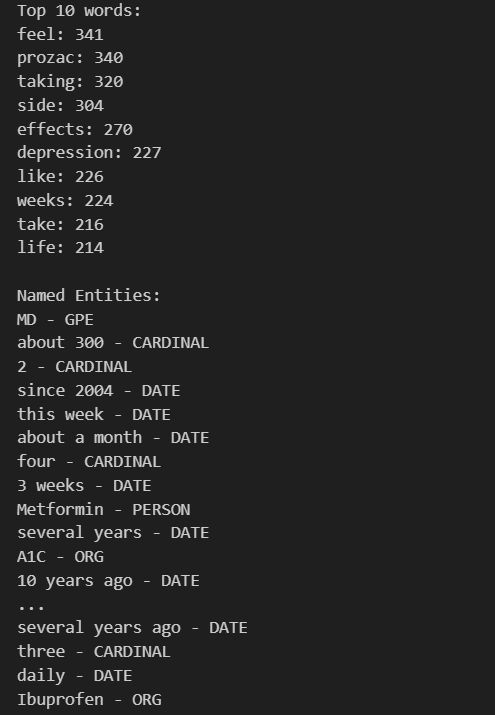 Top 10 words:
feel: 341
prozac: 340
taking: 320
side: 304
effects: 270
depression: 227
like: 226
weeks: 224
take: 216
life: 214
Named Entities:
MD - GPE
about 300 - CARDINAL
2 - CARDINAL
since 2004 - DATE
this week - DATE
about a month - DATE
four - CARDINAL
3 weeks - DATE
Metformin - PERSON
several years - DATE
A1C - ORG
10 years ago - DATE
...
several years ago - DATE
three - CARDINAL
daily - DATE
Ibuprofen - ORG